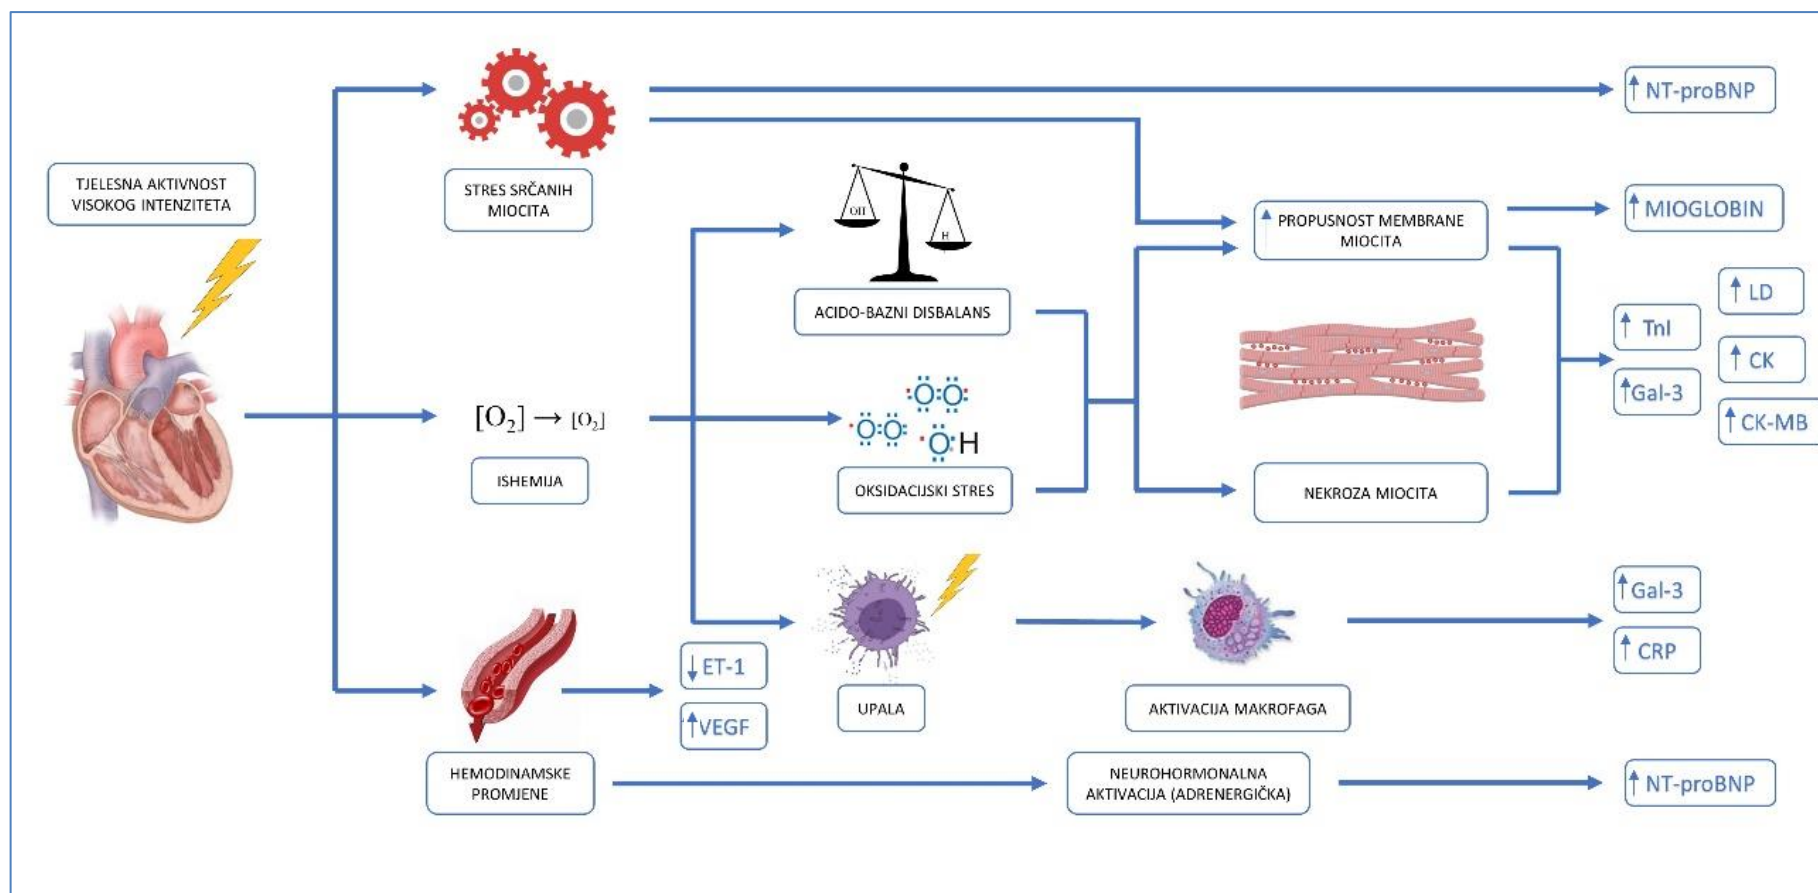 ↑ NT-proBNP
TJELESNA AKTIVNOST
VISOKOG INTENZITETA
STRES SRČANIH
MIOCITA
OH
H
↑ PROPUSNOST MEMBRANE
MIOCITA
↑ MIOGLOBIN
ACIDO-BAZNI DISBALANS
↑ LD
↑ TnI
↑ CK
↑ Gal-3
↑ CK-MB
[O₂] → [O₂]
ISHEMIJA
O:O
O:O
OH
OKSIDACIJSKI STRES
NEKROZA MIOCITA
↓ ET-1
↑ VEGF
UPALA
AKTIVACIJA MAKROFAGA
↑ Gal-3
↑ CRP
HEMODINAMSKE
PROMJENE
NEUROHORMONALNA
AKTIVACIJA (ADRENERGIČKA)
↑ NT-proBNP